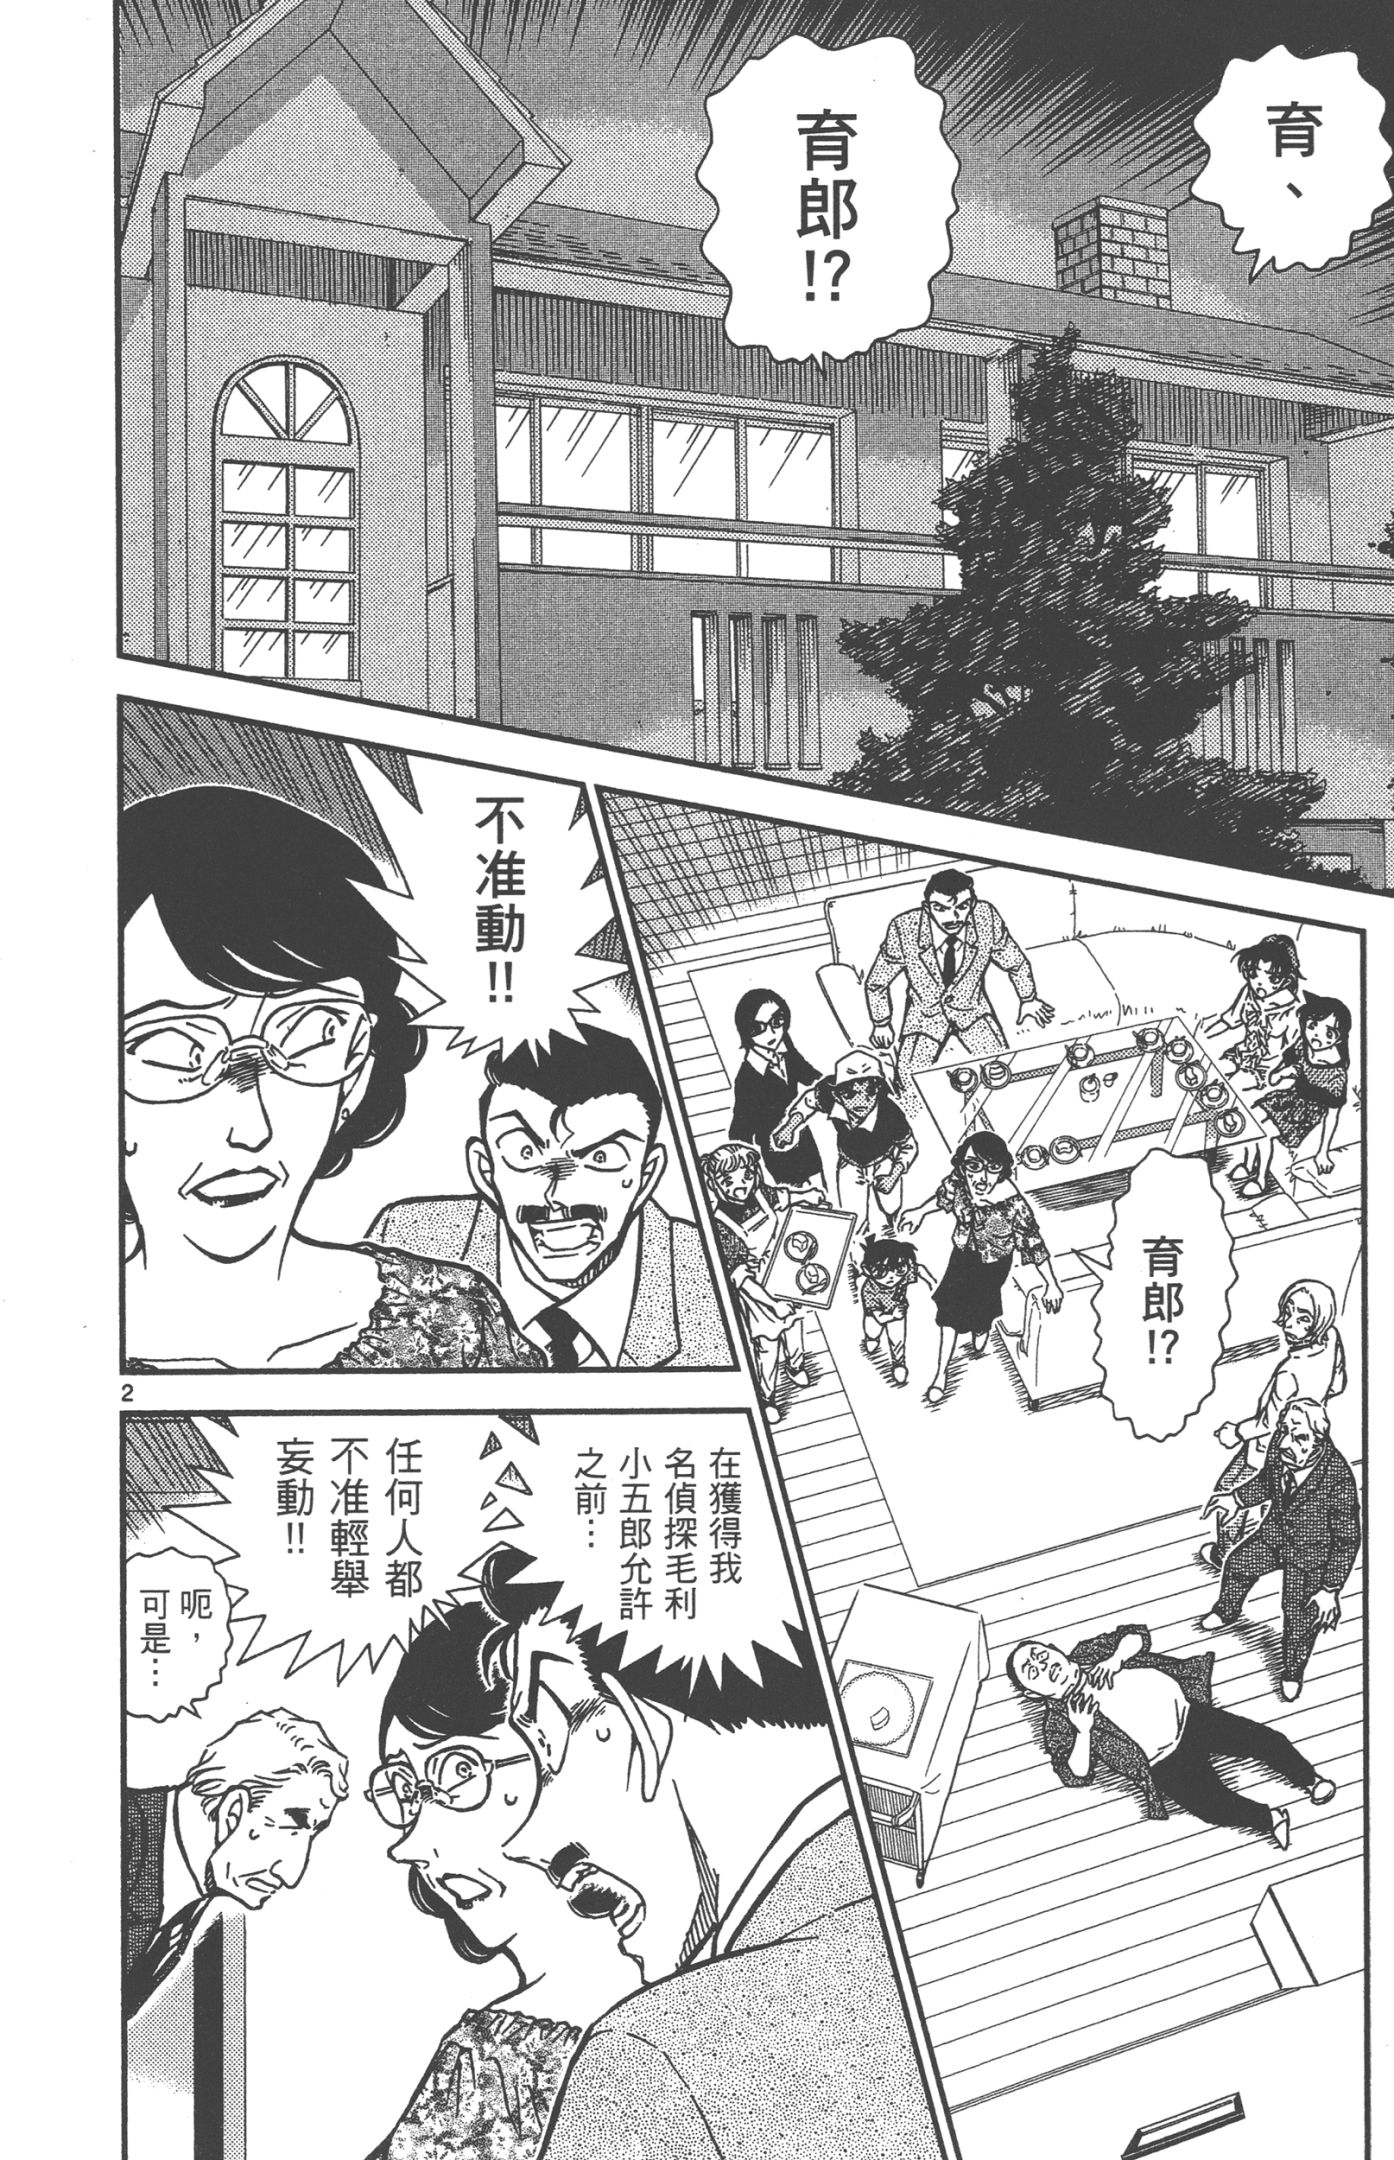 育、
育郎!?
育郎!?
不准動!!
在獲得我
名偵探毛利
小五郎允許
之前…
任何人都
不准輕舉
妄動!!
呃，
可是…
2